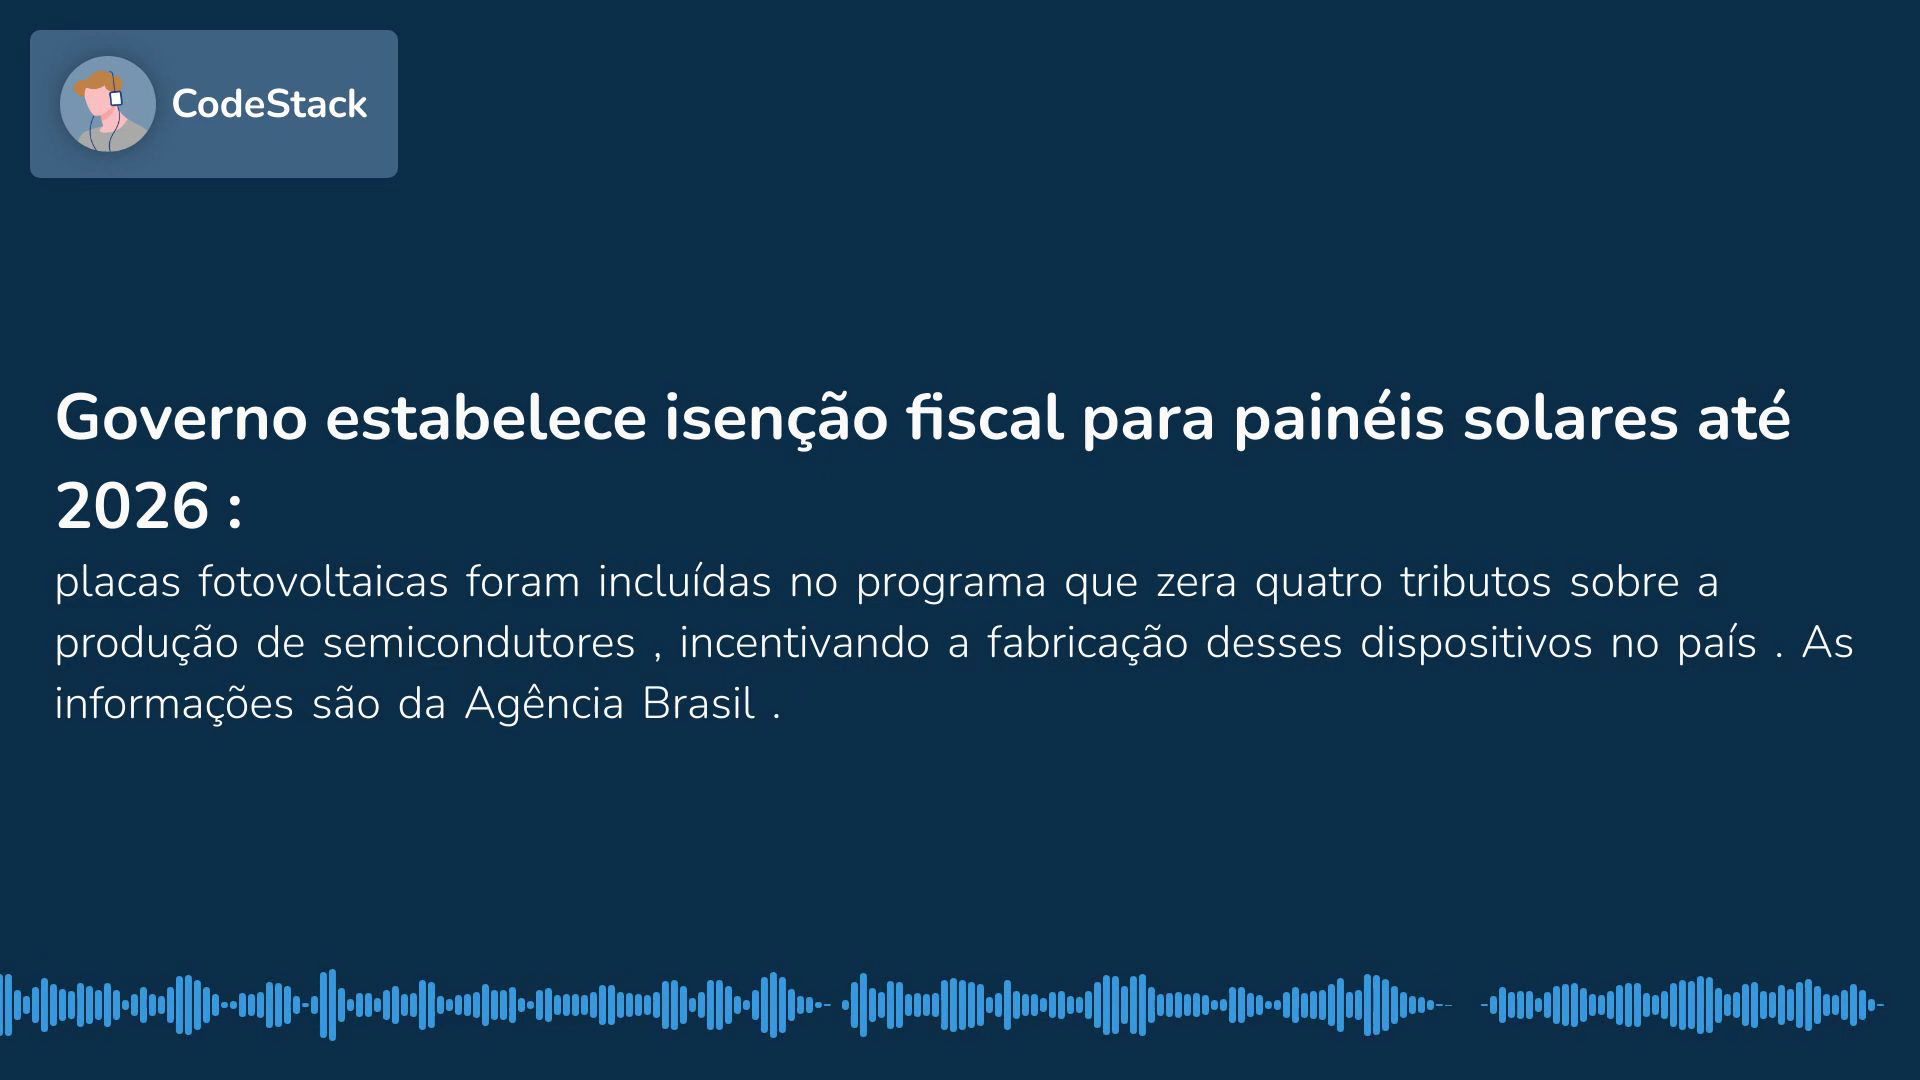 CodeStack
Governo estabelece isenção fiscal para painéis solares até
2026 :
placas fotovoltaicas foram incluídas no programa que zera quatro tributos sobre a
produção de semicondutores , incentivando a fabricação desses dispositivos no país . As
informações são da Agência Brasil .